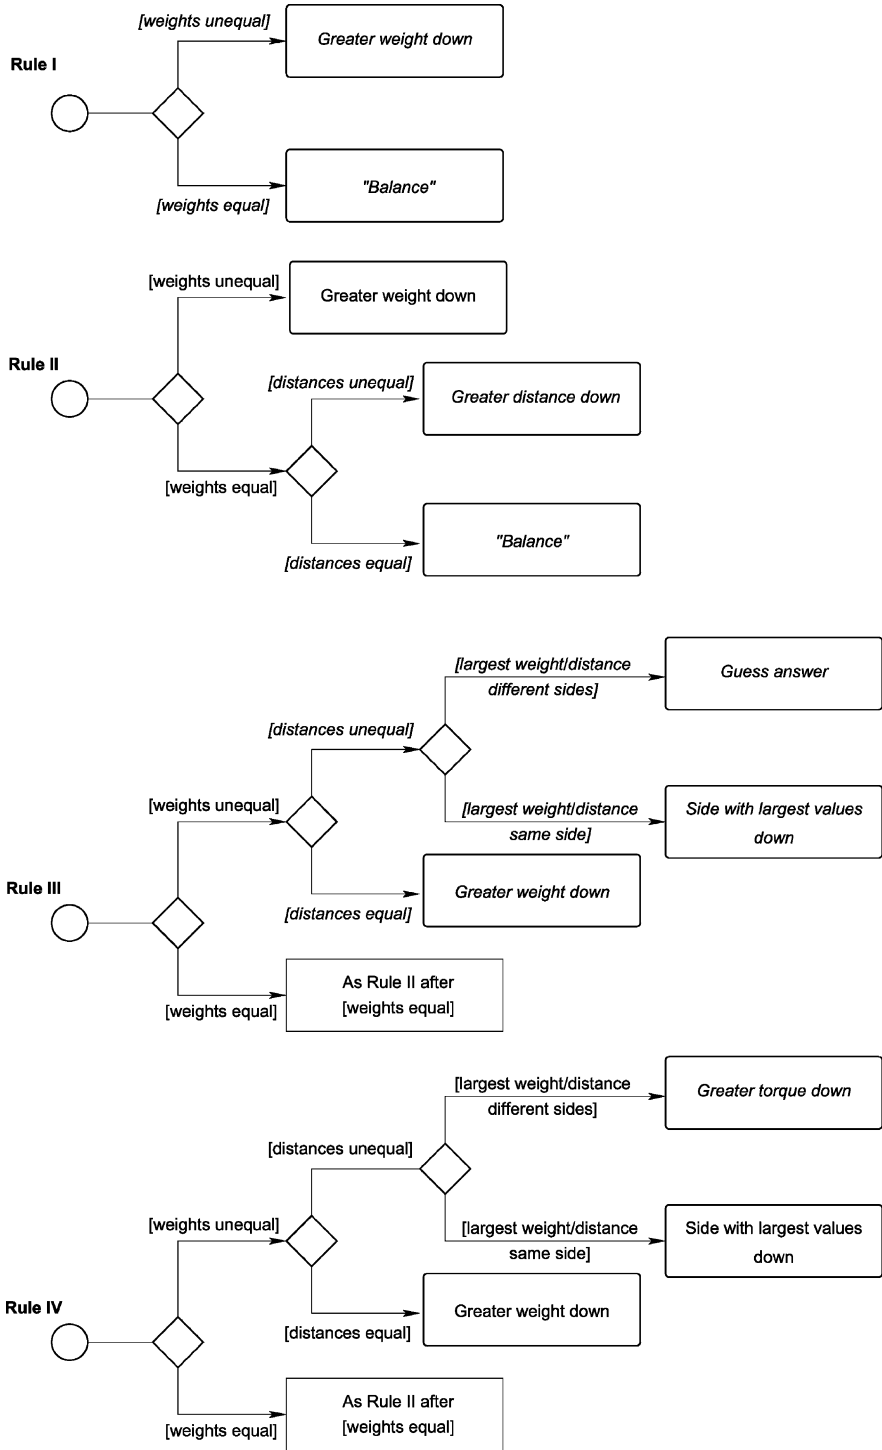 [weights unequal]
Greater weight down
Rule I
"Balance"
[weights equal]
[weights unequal]
Greater weight down
Rule II
[distances unequal]
Greater distance down
[weights equal]
"Balance"
[distances equal]
[largest weight/distance
different sides]
Guess answer
[distances unequal]
[weights unequal]
[largest weight/distance
same side]
Side with largest values
down
Rule III
Greater weight down
[distances equal]
As Rule II after
[weights equal]
[weights equal]
[largest weight/distance
different sides]
Greater torque down
[distances unequal]
[weights unequal]
[largest weight/distance
same side]
Side with largest values
down
Rule IV
Greater weight down
[distances equal]
As Rule II after
[weights equal]
[weights equal]